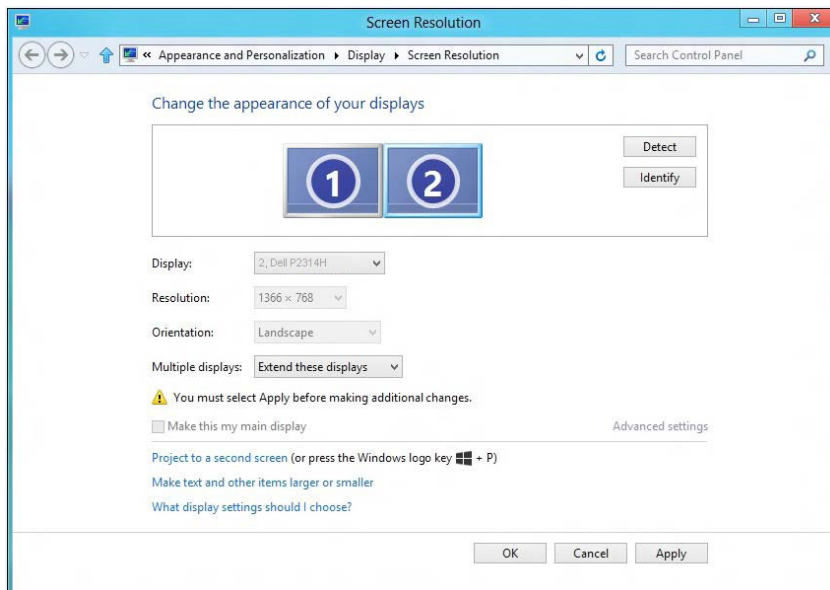 Screen Resolution
« Appearance and Personalization ▸ Display ▸ Screen Resolution
Search Control Panel
Change the appearance of your displays
1 2
Detect
Identify
Display: 2, Dell P2314H
Resolution: 1366 × 768
Orientation: Landscape
Multiple displays: Extend these displays
You must select Apply before making additional changes.
Make this my main display
Advanced settings
Project to a second screen (or press the Windows logo key + P)
Make text and other items larger or smaller
What display settings should I choose?
OK Cancel Apply